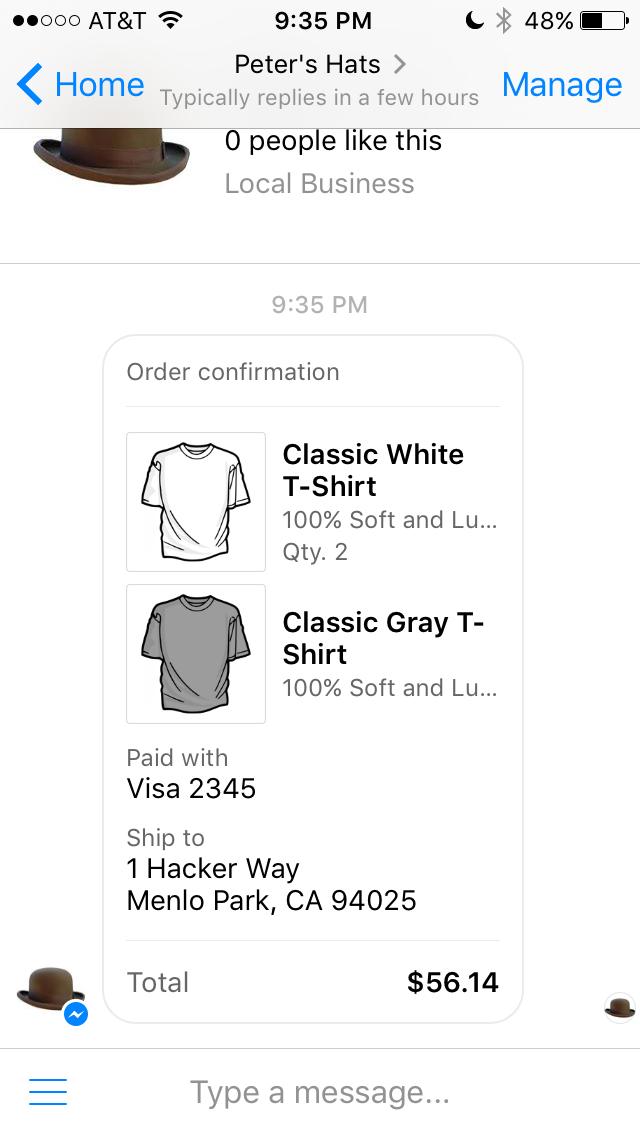 AT&T 9:35 PM 48%
Home Peter's Hats Manage
Typically replies in a few hours
0 people like this
Local Business
9:35 PM
Order confirmation
Classic White
T-Shirt
100% Soft and Lu...
Qty. 2
Classic Gray T-
Shirt
100% Soft and Lu...
Paid with
Visa 2345
Ship to
1 Hacker Way
Menlo Park, CA 94025
Total $56.14
Type a message...